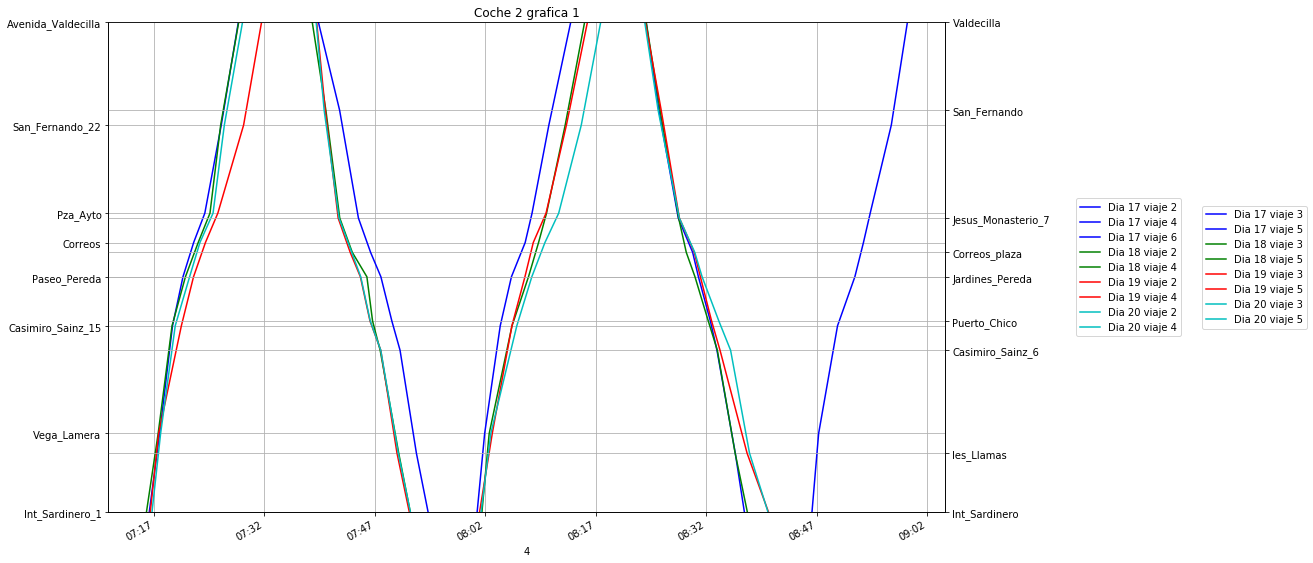 Coche 2 grafica 1
Avenida_Valdecilla
San_Fernando_22
Pza_Ayto
Correos
Paseo_Pereda
Casimiro_Sainz_15
Vega_Lamera
Int_Sardinero_1
Valdecilla
San_Fernando
Jesus_Monasterio_7
Correos_plaza
Jardines_Pereda
Puerto_Chico
Casimiro_Sainz_6
Ies_Llamas
Int_Sardinero
07:17
07:32
07:47
08:02
08:17
08:32
08:47
09:02
4
Dia 17 viaje 2
Dia 17 viaje 4
Dia 17 viaje 6
Dia 18 viaje 2
Dia 18 viaje 4
Dia 19 viaje 2
Dia 19 viaje 4
Dia 20 viaje 2
Dia 20 viaje 4
Dia 17 viaje 3
Dia 17 viaje 5
Dia 18 viaje 3
Dia 18 viaje 5
Dia 19 viaje 3
Dia 19 viaje 5
Dia 20 viaje 3
Dia 20 viaje 5